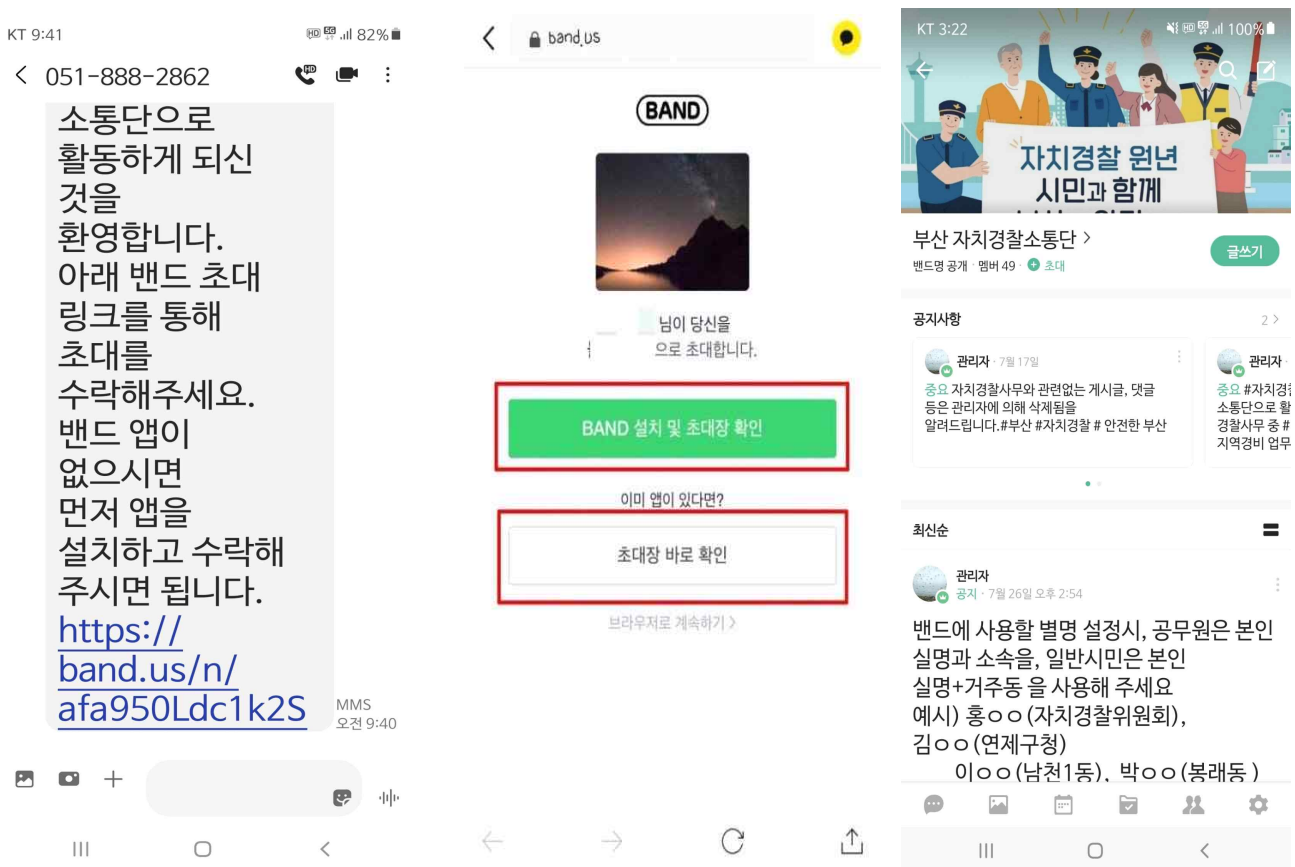 KT 9:41
HD 5G 82%
051-888-2862
HD
소통단으로
활동하게 되신
것을
환영합니다.
아래 밴드 초대
링크를 통해
초대를
수락해주세요.
밴드 앱이
없으시면
먼저 앱을
설치하고 수락해
주시면 됩니다.
https://
band.us/n/
afa950Ldc1k2S
MMS
오전 9:40
band.us
BAND
님이 당신을
으로 초대합니다.
BAND 설치 및 초대장 확인
이미 앱이 있다면?
초대장 바로 확인
브라우저로 계속하기 >
KT 3:22
HD 5G 100%
자치경찰 원년
시민과 함께
부산 자치경찰소통단 >
밴드명 공개 · 멤버 49 · 초대
글쓰기
공지사항
2 >
관리자 · 7월 17일
중요 자치경찰사무와 관련없는 게시글, 댓글
등은 관리자에 의해 삭제됨을
알려드립니다.#부산 #자치경찰 # 안전한 부산
관리자 ·
중요 #자치경찰
소통단으로 활
경찰사무 중 #
지역경비 업무
최신순
관리자
공지 · 7월 26일 오후 2:54
밴드에 사용할 별명 설정시, 공무원은 본인
실명과 소속을, 일반시민은 본인
실명+거주동 을 사용해 주세요
예시) 홍ㅇㅇ(자치경찰위원회),
김ㅇㅇ(연제구청)
이ㅇㅇ(남천1동), 박ㅇㅇ(봉래동 )